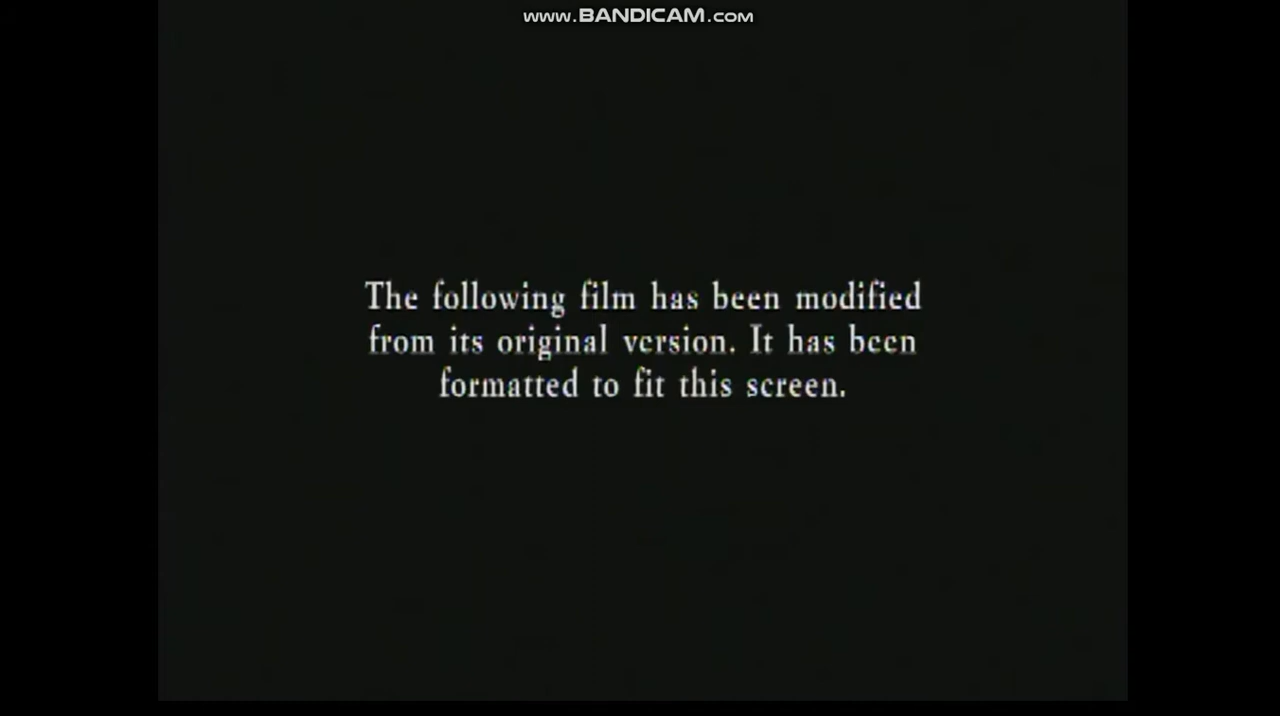 www.BANDICAM.com
The following film has been modified
from its original version. It has been
formatted to fit this screen.